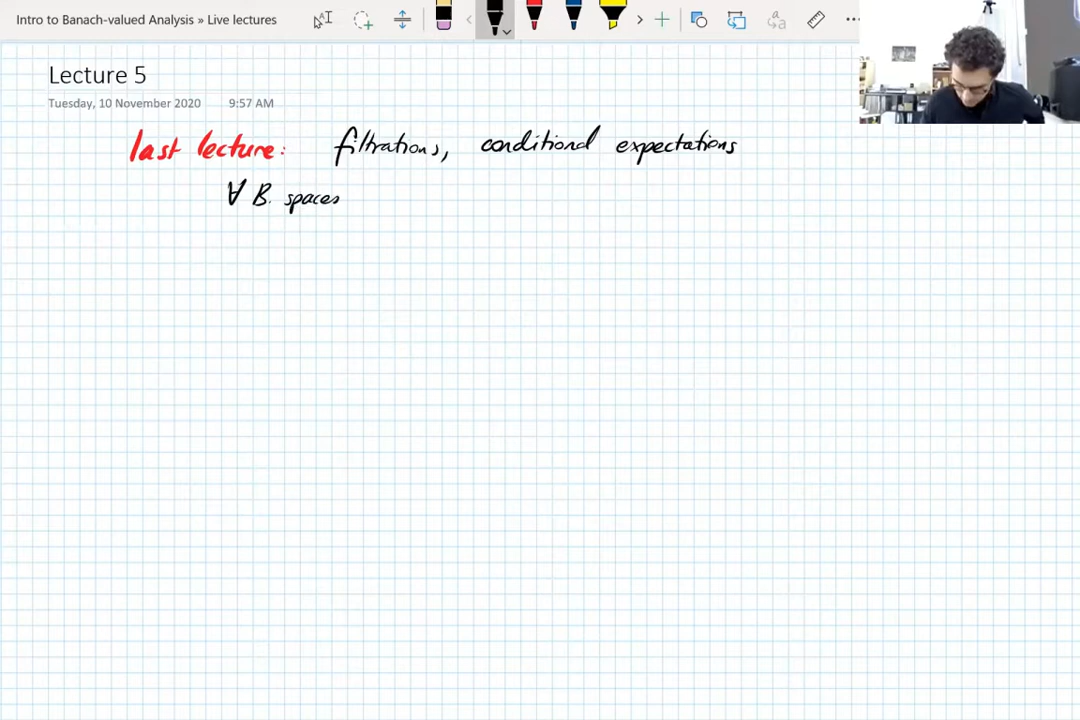 Intro to Banach-valued Analysis » Live lectures
Lecture 5
Tuesday, 10 November 2020 9:57 AM
last lecture: filtrations, conditional expectations
∀ B. spaces